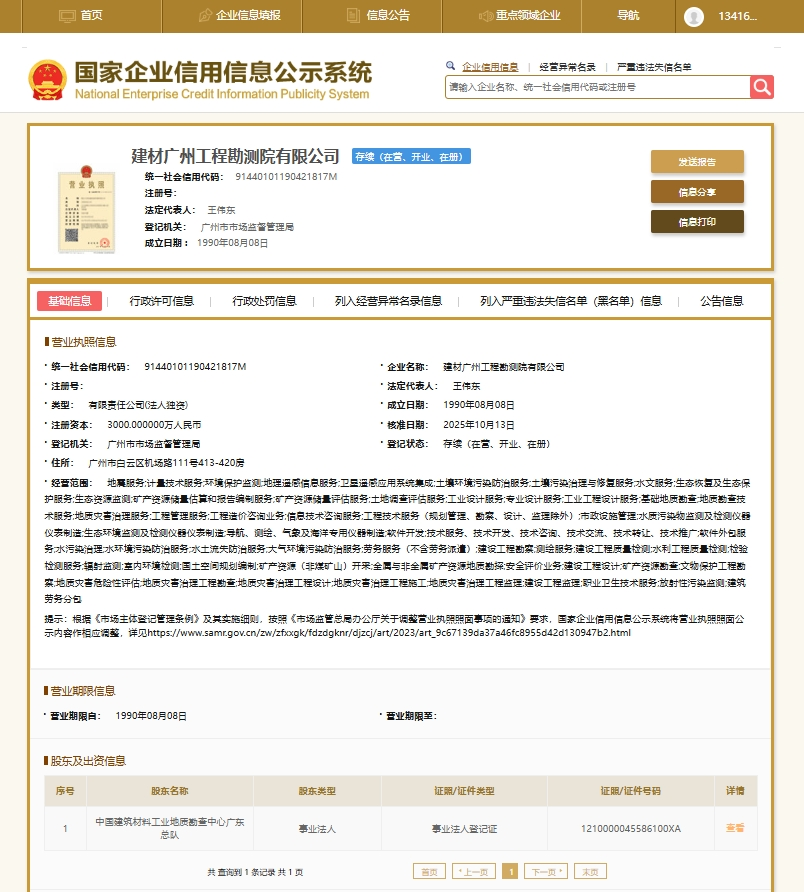 首页
企业信息填报
信息公告
重点领域企业
导航
13416...
国家企业信用信息公示系统
National Enterprise Credit Information Publicity System
企业信用信息 | 经营异常名录 | 严重违法失信名单
请输入企业名称、统一社会信用代码或注册号
营业执照
建材广州工程勘测院有限公司 存续（在营、开业、在册）
统一社会信用代码： 91440101190421817M
注册号：
法定代表人： 王伟东
登记机关： 广州市市场监督管理局
成立日期： 1990年08月08日
发送报告
信息分享
信息打印
基础信息 | 行政许可信息 | 行政处罚信息 | 列入经营异常名录信息 | 列入严重违法失信名单（黑名单）信息 | 公告信息
营业执照信息
· 统一社会信用代码： 91440101190421817M
· 企业名称： 建材广州工程勘测院有限公司
· 注册号：
· 法定代表人： 王伟东
· 类型： 有限责任公司(法人独资)
· 成立日期： 1990年08月08日
· 注册资本： 3000.000000万人民币
· 核准日期： 2025年10月13日
· 登记机关： 广州市市场监督管理局
· 登记状态： 存续（在营、开业、在册）
· 住所： 广州市白云区机场路111号413-420房
· 经营范围： 地震服务;计量技术服务;环境保护监测;地理遥感信息服务;卫星遥感应用系统集成;土壤环境污染防治服务;土壤污染治理与修复服务;水文服务;生态恢复及生态保
护服务;生态资源监测;矿产资源储量估算和报告编制服务;矿产资源储量评估服务;土地调查评估服务;工业设计服务;专业设计服务;工业工程设计服务;基础地质勘查;地质勘查技
术服务;地质灾害治理服务;工程管理服务;工程造价咨询业务;信息技术咨询服务;工程技术服务（规划管理、勘察、设计、监理除外）;市政设施管理;水质污染物监测及检测仪器
仪表制造;生态环境监测及检测仪器仪表制造;导航、测绘、气象及海洋专用仪器制造;软件开发;技术服务、技术开发、技术咨询、技术交流、技术转让、技术推广;软件外包服
务;水污染治理;水环境污染防治服务;水土流失防治服务;大气环境污染防治服务;劳务服务（不含劳务派遣）;建设工程勘察;测绘服务;建设工程质量检测;水利工程质量检测;检验
检测服务;辐射监测;室内环境检测;国土空间规划编制;矿产资源（非煤矿山）开采;金属与非金属矿产资源地质勘探;安全评价业务;建设工程设计;矿产资源勘查;文物保护工程勘
察;地质灾害危险性评估;地质灾害治理工程勘查;地质灾害治理工程设计;地质灾害治理工程施工;地质灾害治理工程监理;建设工程监理;职业卫生技术服务;放射性污染监测;建筑
劳务分包
提示：根据《市场主体登记管理条例》及其实施细则，按照《市场监管总局办公厅关于调整营业执照照面事项的通知》要求，国家企业信用信息公示系统将营业执照照面公
示内容作相应调整，详见https://www.samr.gov.cn/zw/zfxxgk/fdzdgknr/djzcj/art/2023/art_9c67139da37a46fc8955d42d130947b2.html
营业期限信息
· 营业期限自： 1990年08月08日
· 营业期限至：
股东及出资信息
序号 股东名称 股东类型 证照/证件类型 证照/证件号码 详情
1 中国建筑材料工业地质勘查中心广东 事业法人 事业法人登记证 1210000045586100XA 查看
总队
共 查询到 1 条记录 共 1 页
首页 ·上一页 1 下一页· 末页